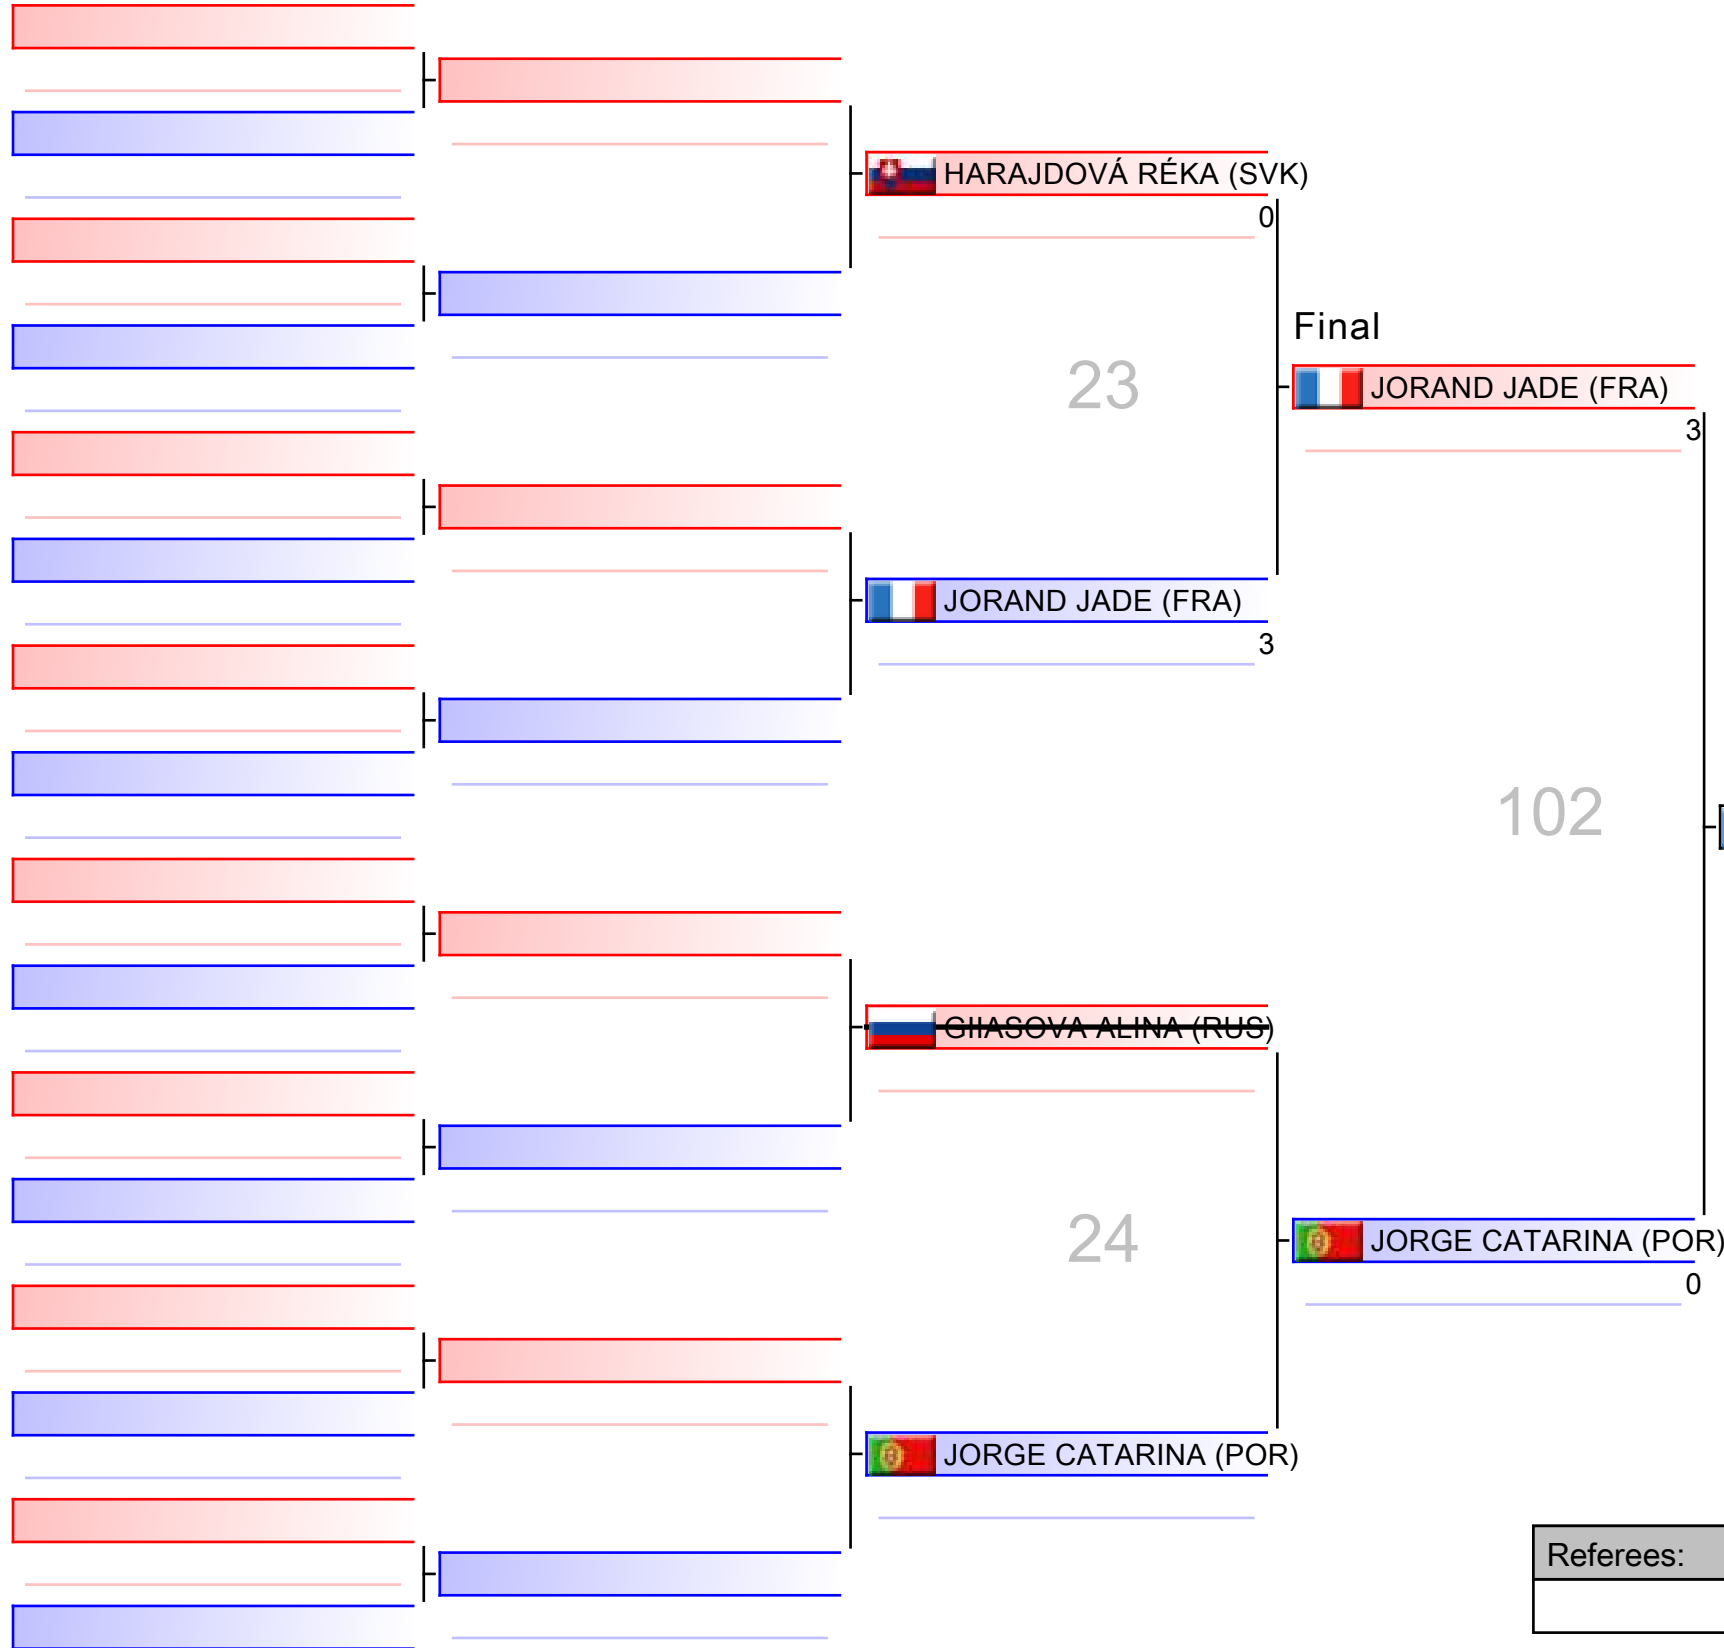 HARAJDOVÁ RÉKA (SVK)
0
23
Final
JORAND JADE (FRA)
3
JORAND JADE (FRA)
3
102
GIIASOVA ALINA (RUS)
24
JORGE CATARINA (POR)
0
JORGE CATARINA (POR)
Referees: